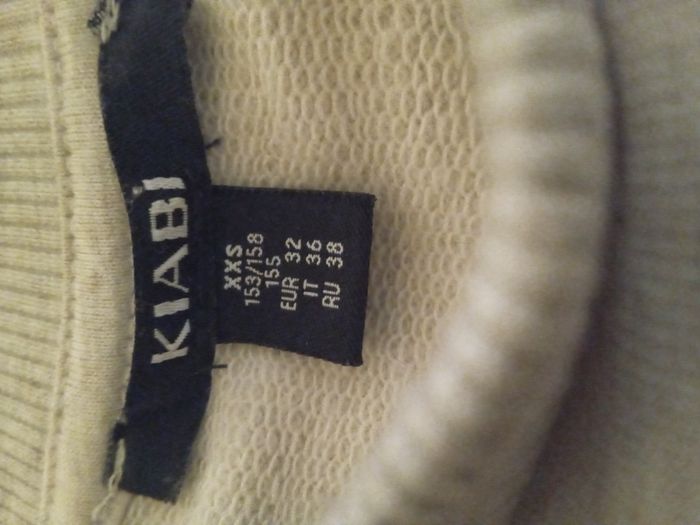 KIABI
XXS
153/158
155
EUR 32
IT 36
RU 38